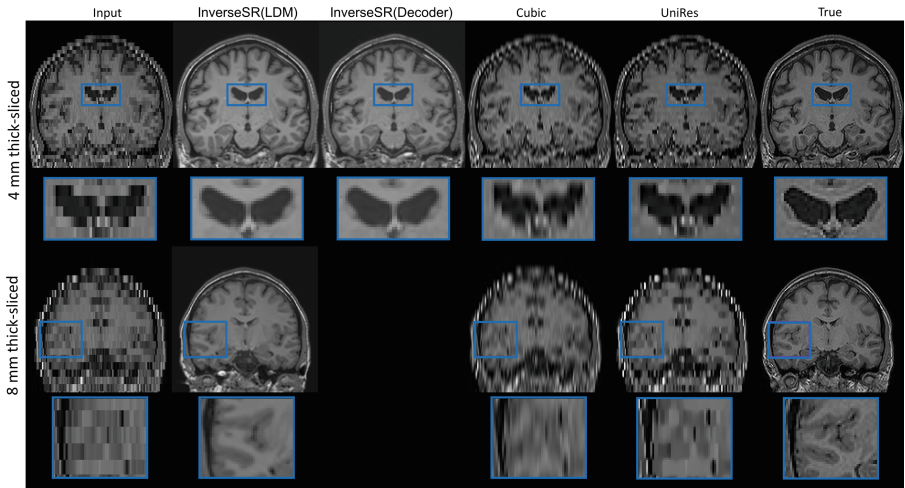 Input InverseSR(LDM) InverseSR(Decoder) Cubic UniRes True
4 mm thick-sliced
8 mm thick-sliced